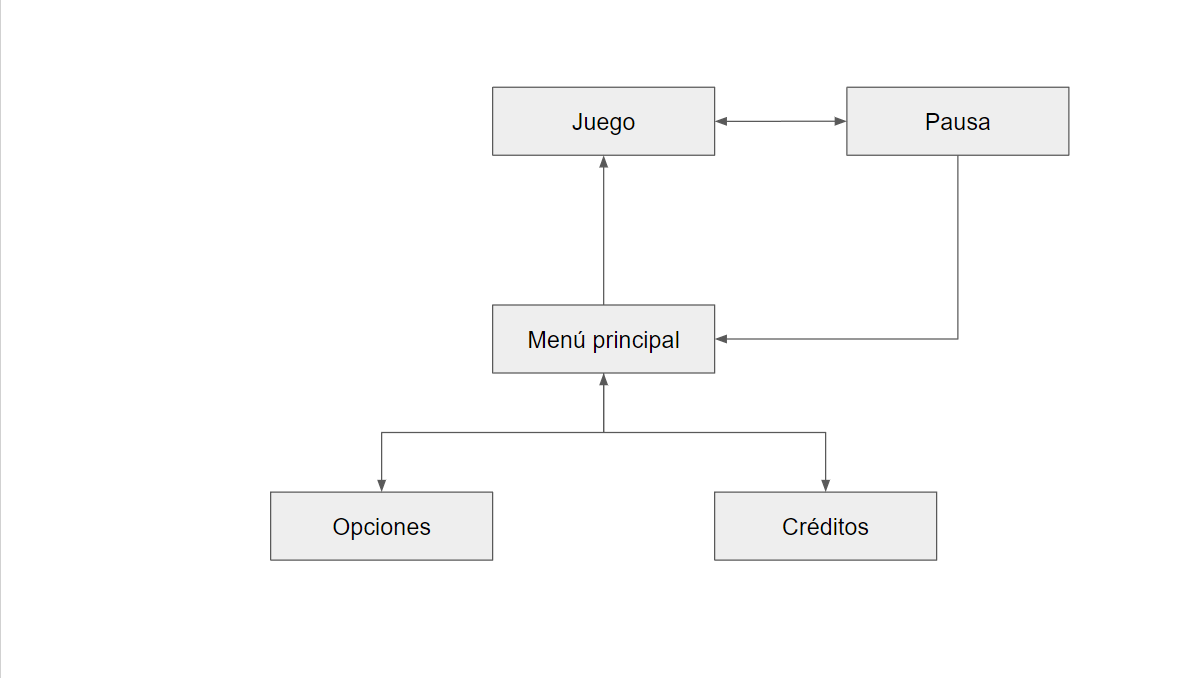 Juego
Pausa
Menú principal
Opciones
Créditos